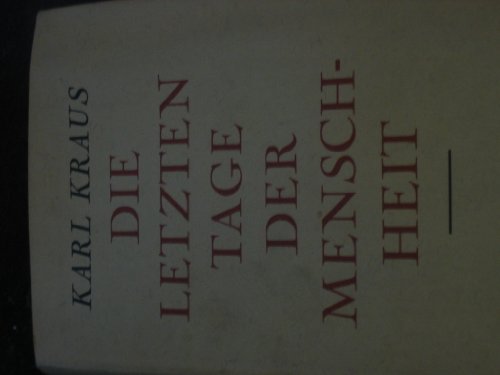 KARL KRAUS
DIE
LETZTEN
TAGE
DER
MENSCH-
HEIT